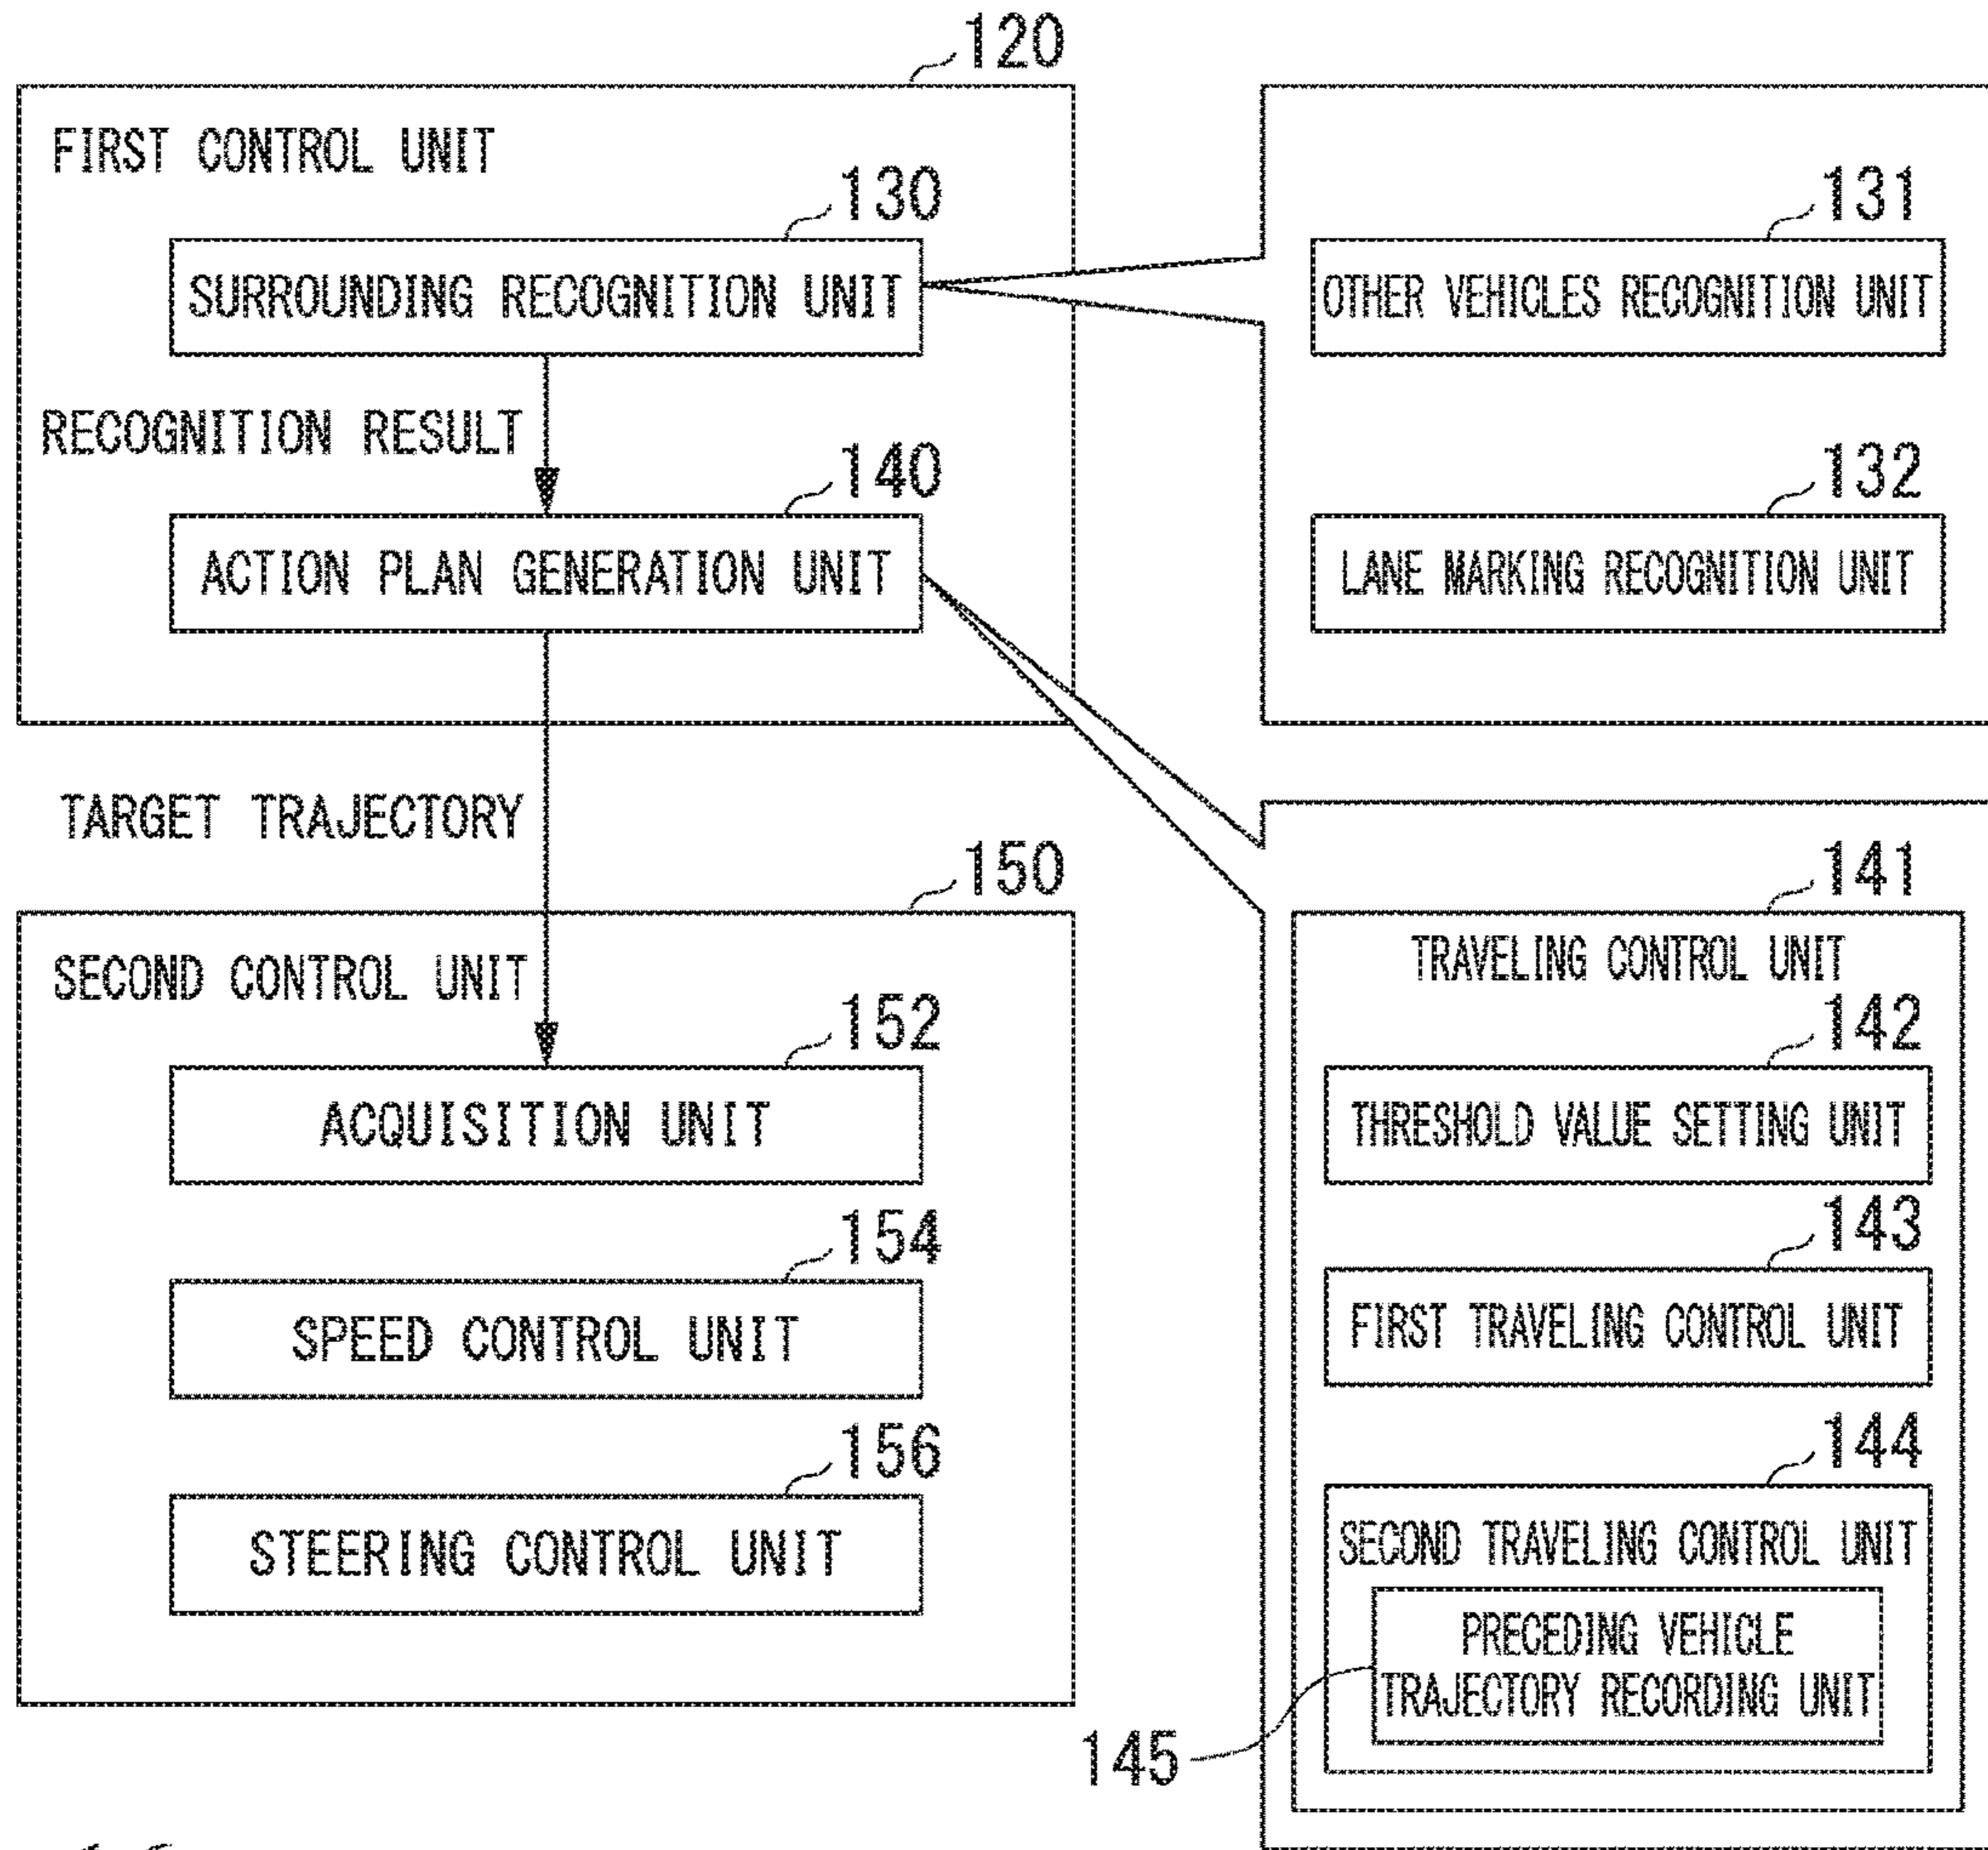 120
FIRST CONTROL UNIT
130
SURROUNDING RECOGNITION UNIT
RECOGNITION RESULT
140
ACTION PLAN GENERATION UNIT
131
OTHER VEHICLES RECOGNITION UNIT
132
LANE MARKING RECOGNITION UNIT
TARGET TRAJECTORY
150
SECOND CONTROL UNIT
152
ACQUISITION UNIT
154
SPEED CONTROL UNIT
156
STEERING CONTROL UNIT
141
TRAVELING CONTROL UNIT
142
THRESHOLD VALUE SETTING UNIT
143
FIRST TRAVELING CONTROL UNIT
144
SECOND TRAVELING CONTROL UNIT
PRECEDING VEHICLE
TRAJECTORY RECORDING UNIT
145